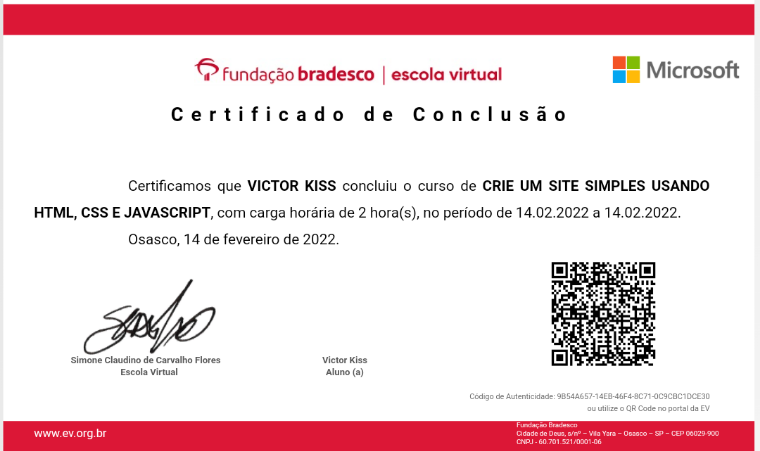 fundação bradesco | escola virtual
Microsoft
Certificado de Conclusão
Certificamos que VICTOR KISS concluiu o curso de CRIE UM SITE SIMPLES USANDO
HTML, CSS E JAVASCRIPT, com carga horária de 2 hora(s), no período de 14.02.2022 a 14.02.2022.
Osasco, 14 de fevereiro de 2022.
Simone Claudino de Carvalho Flores
Escola Virtual
Victor Kiss
Aluno (a)
Código de Autenticidade: 9B54A657-14EB-46F4-8C71-0C9CBC1DCE30
ou utilize o QR Code no portal da EV
www.ev.org.br
Fundação Bradesco
Cidade de Deus, s/nº – Vila Yara – Osasco – SP – CEP 06029-900
CNPJ - 60.701.521/0001-06